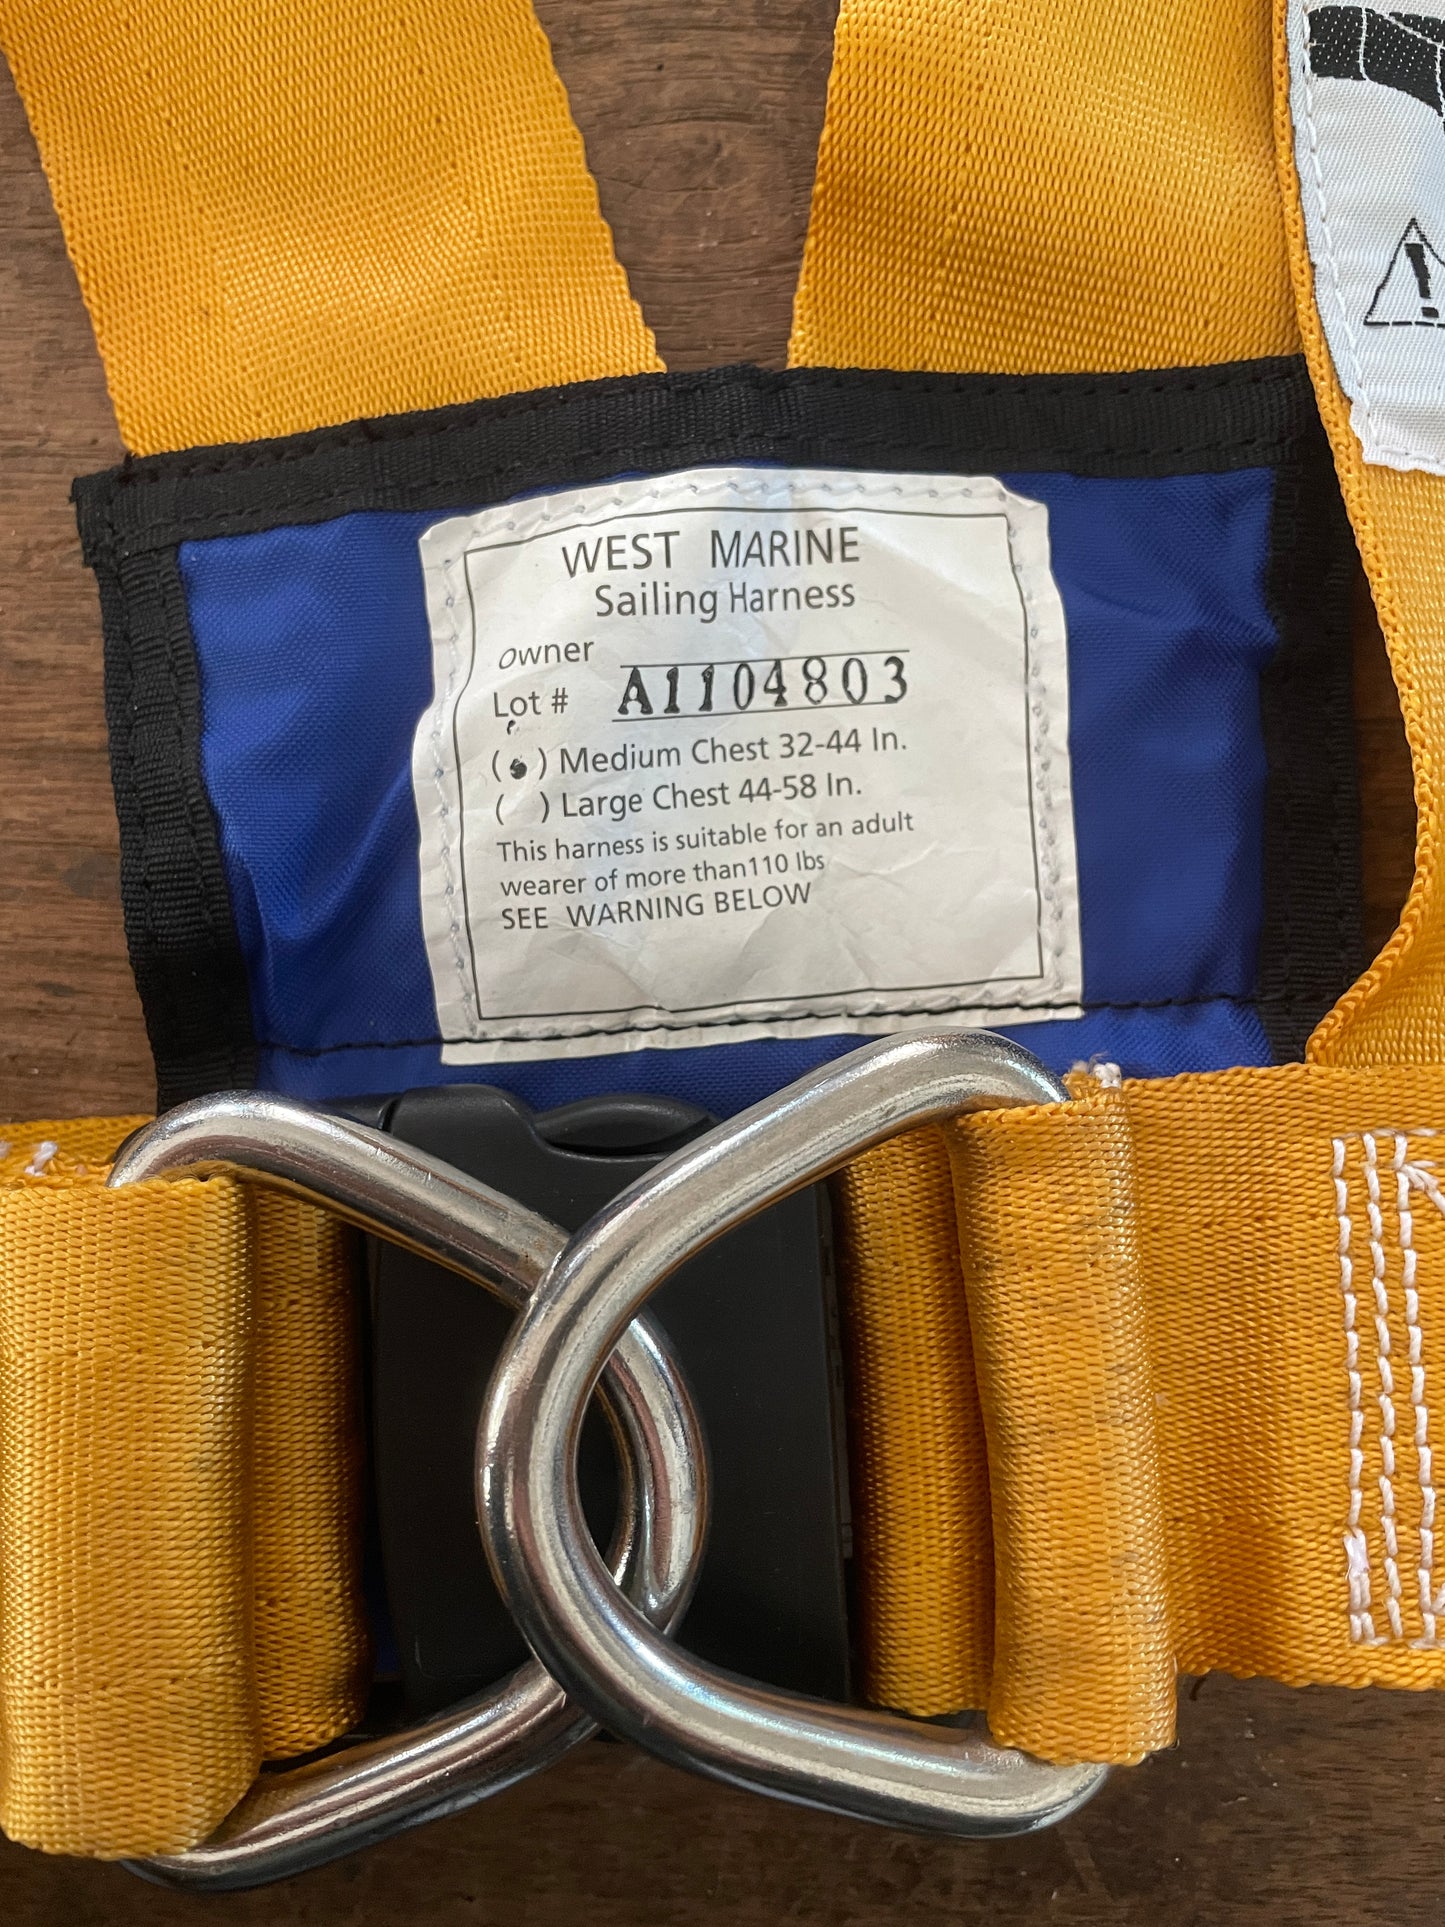 WEST MARINE
Sailing Harness
owner
Lot # A1104803
(●) Medium Chest 32-44 In.
( ) Large Chest 44-58 In.
This harness is suitable for an adult
wearer of more than110 lbs
SEE WARNING BELOW
!